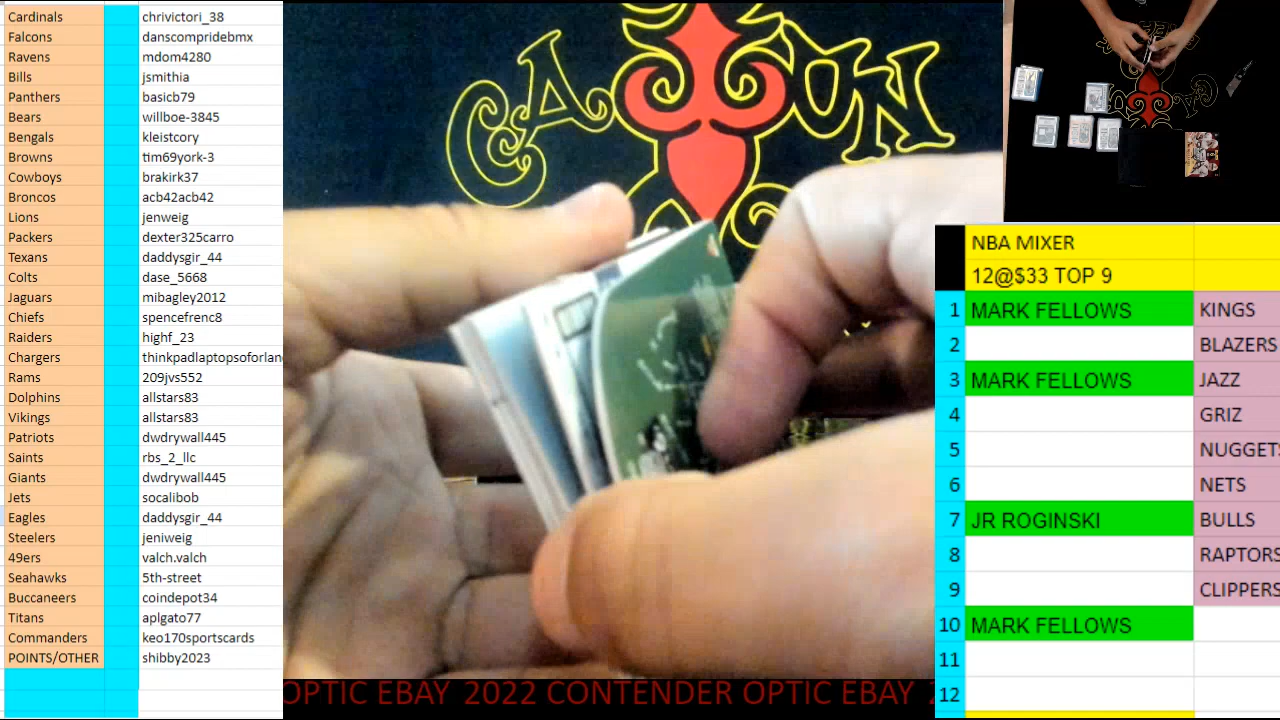 Cardinals chrivictori_38
Falcons danscompridebmx
Ravens mdom4280
Bills jsmithia
Panthers basicb79
Bears willboe-3845
Bengals kleistcory
Browns tim69york-3
Cowboys brakirk37
Broncos acb42acb42
Lions jenweig
Packers dexter325carro
Texans daddysgir_44
Colts dase_5668
Jaguars mibagley2012
Chiefs spencefrenc8
Raiders highf_23
Chargers thinkpadlaptopsoforlan
Rams 209jvs552
Dolphins allstars83
Vikings allstars83
Patriots dwdrywall445
Saints rbs_2_llc
Giants dwdrywall445
Jets socalibob
Eagles daddysgir_44
Steelers jeniweig
49ers valch.valch
Seahawks 5th-street
Buccaneers coindepot34
Titans aplgato77
Commanders keo170sportscards
POINTS/OTHER shibby2023
NBA MIXER
12@$33 TOP 9
1 MARK FELLOWS KINGS
2 BLAZERS
3 MARK FELLOWS JAZZ
4 GRIZ
5 NUGGETS
6 NETS
7 JR ROGINSKI BULLS
8 RAPTORS
9 CLIPPERS
10 MARK FELLOWS
11
12
OPTIC EBAY 2022 CONTENDER OPTIC EBAY 2